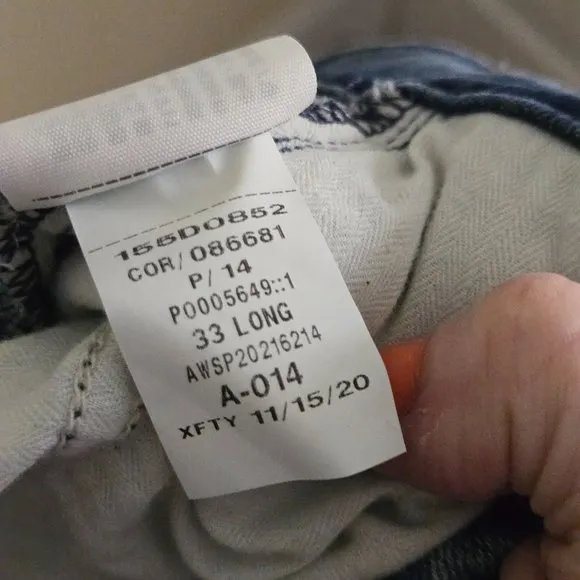 155D0852
COR/086681
P/14
P0005649::1
33 LONG
AWSP20216214
A-014
XFTY 11/15/20